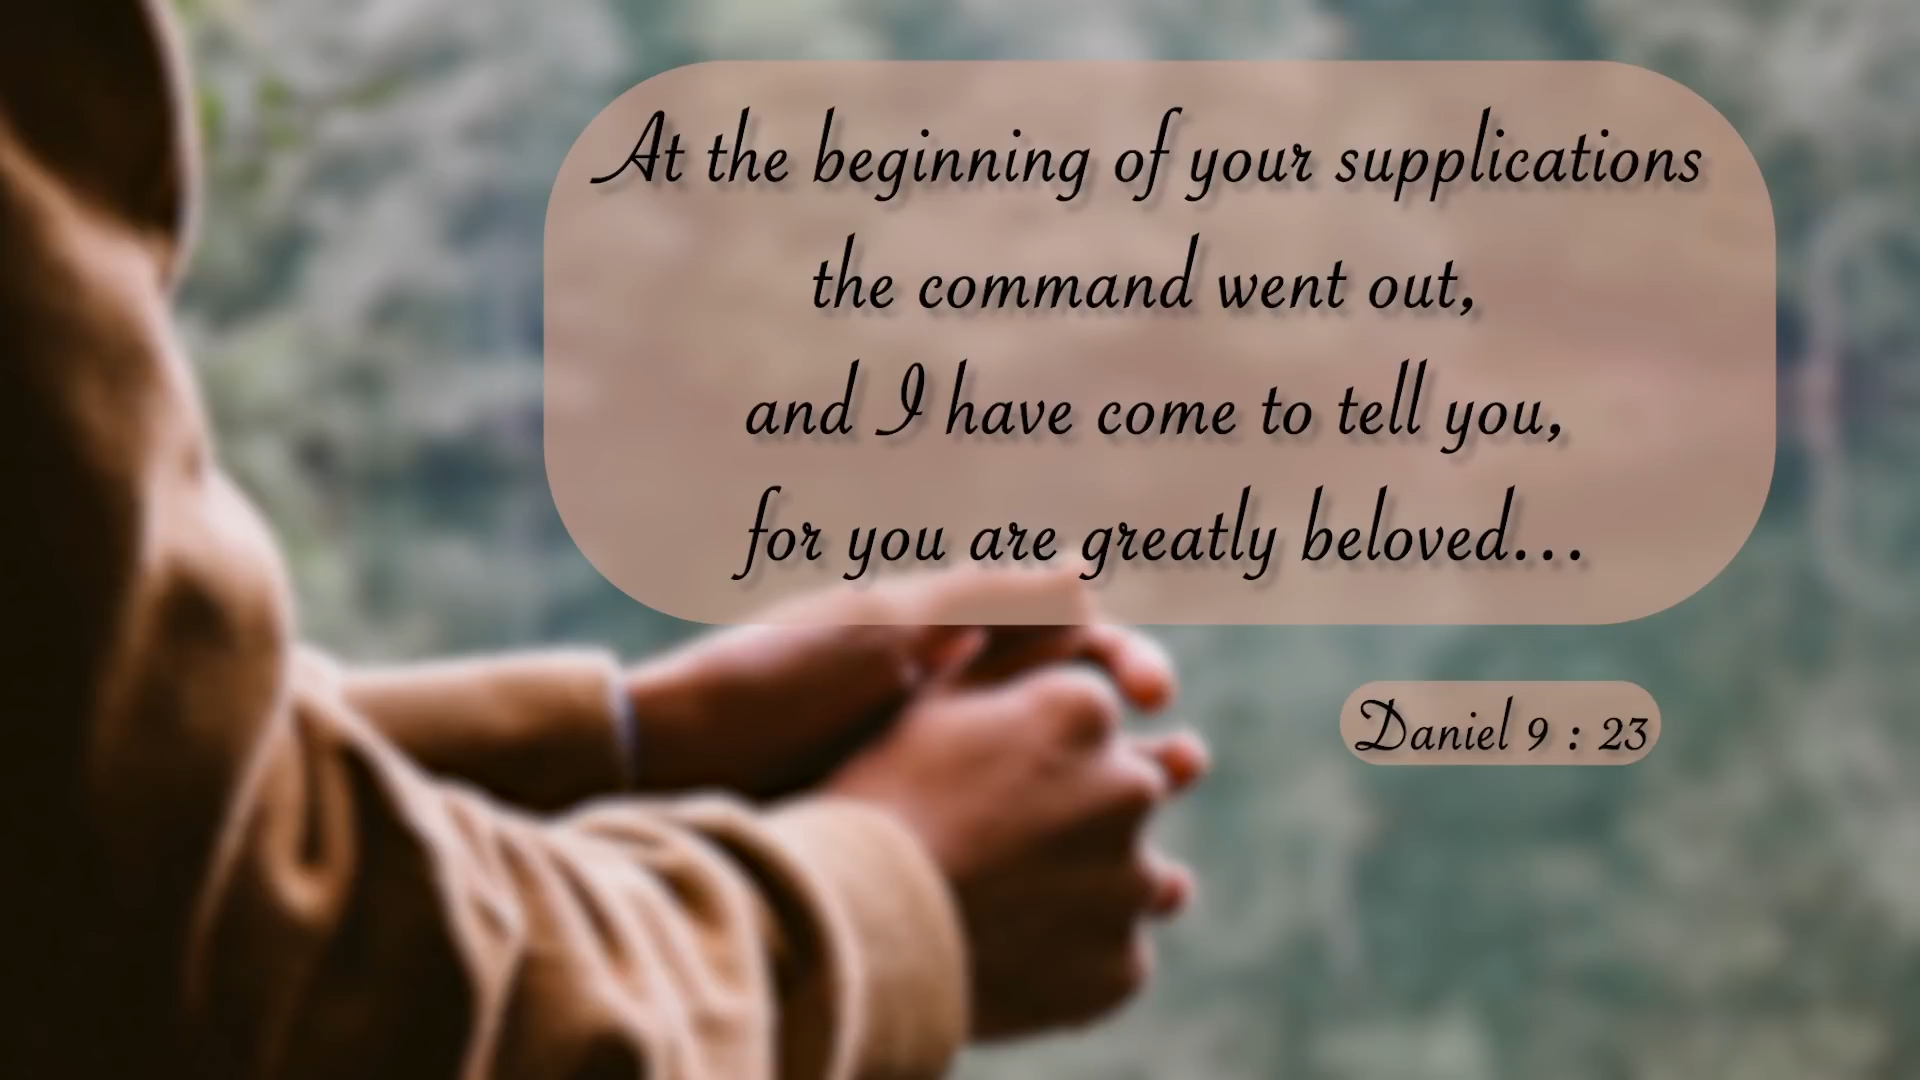 At the beginning of your supplications
the command went out,
and I have come to tell you,
for you are greatly beloved...
Daniel 9 : 23